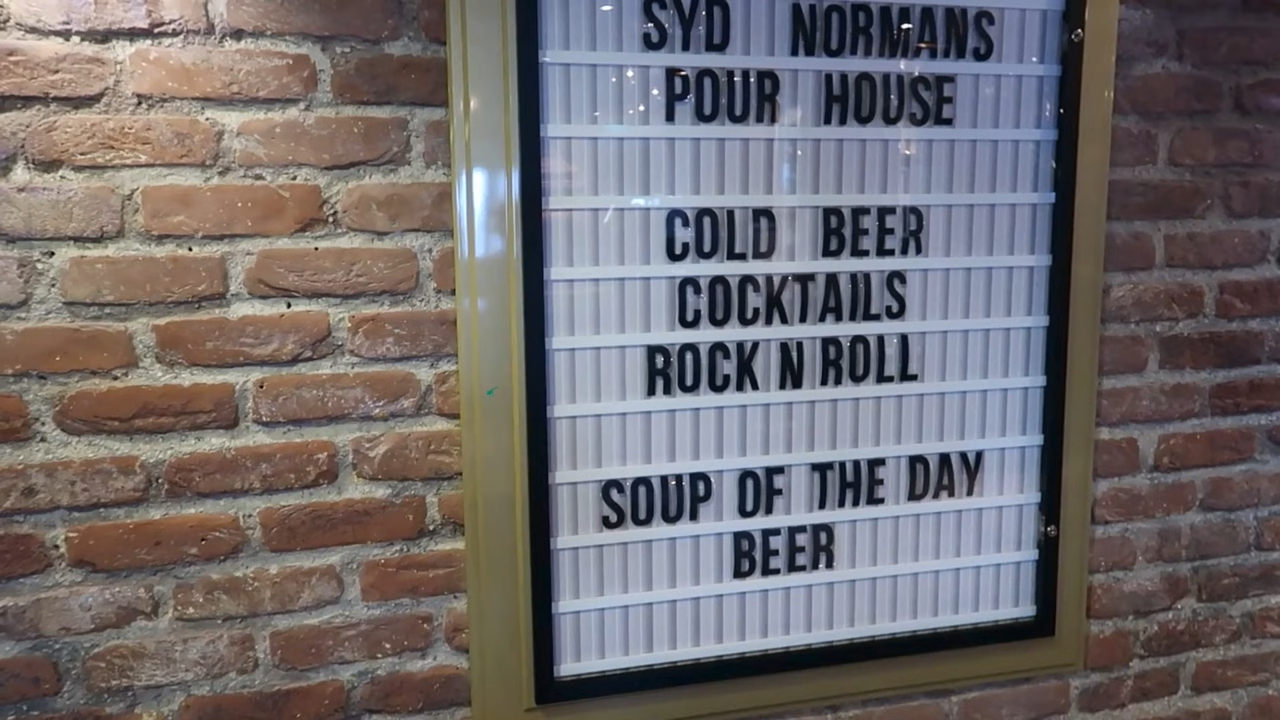 SYD NORMANS
POUR HOUSE
COLD BEER
COCKTAILS
ROCK N ROLL
SOUP OF THE DAY
BEER